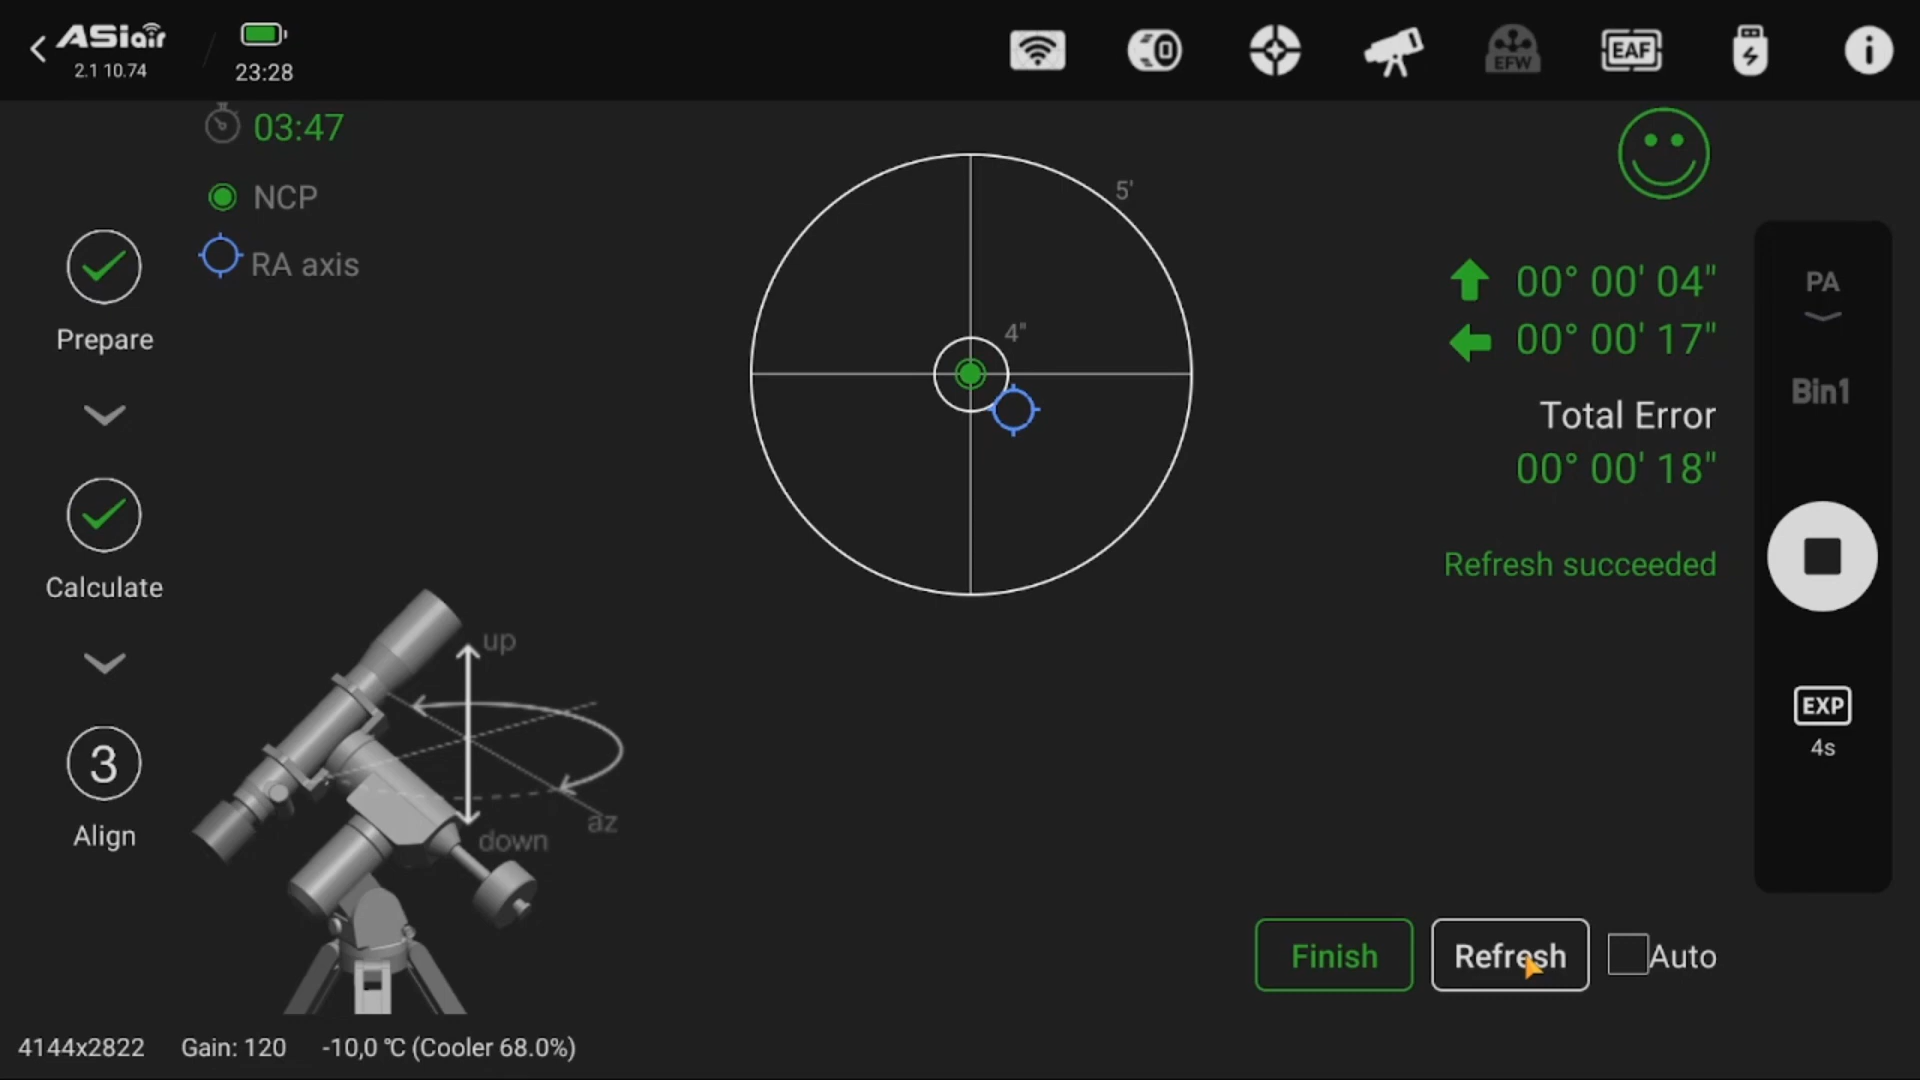 ASiair
2.1 10.74
23:28
EFW
EAF
03:47
NCP
RA axis
5'
4"
00° 00' 04"
00° 00' 17"
Total Error
00° 00' 18"
Refresh succeeded
PA
Bin1
EXP
4s
Prepare
Calculate
3
Align
up
down
az
Finish
Refresh
Auto
4144x2822
Gain: 120
-10,0 ℃ (Cooler 68.0%)